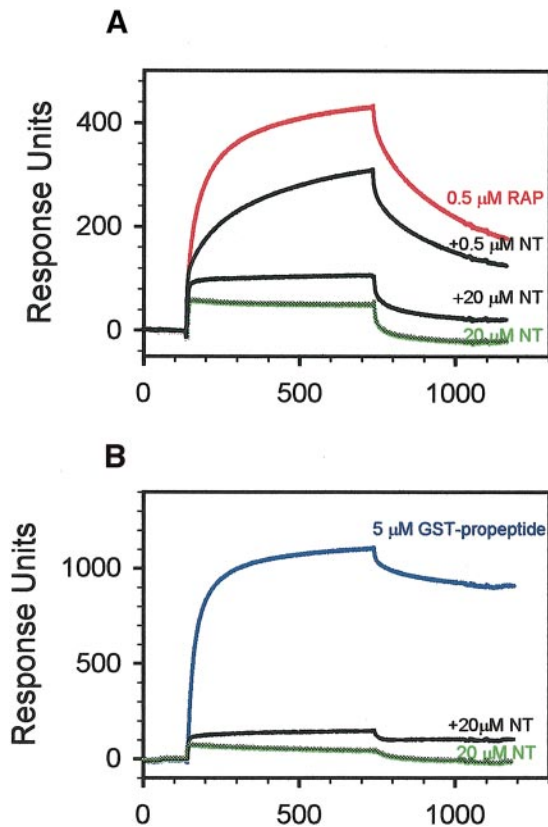 A
Response Units
400
200
0
0.5 μM RAP
+0.5 μM NT
+20 μM NT
20 μM NT
0
500
1000
B
Response Units
1000
500
0
5 μM GST-propeptide
+20μM NT
20 μM NT
0
500
1000